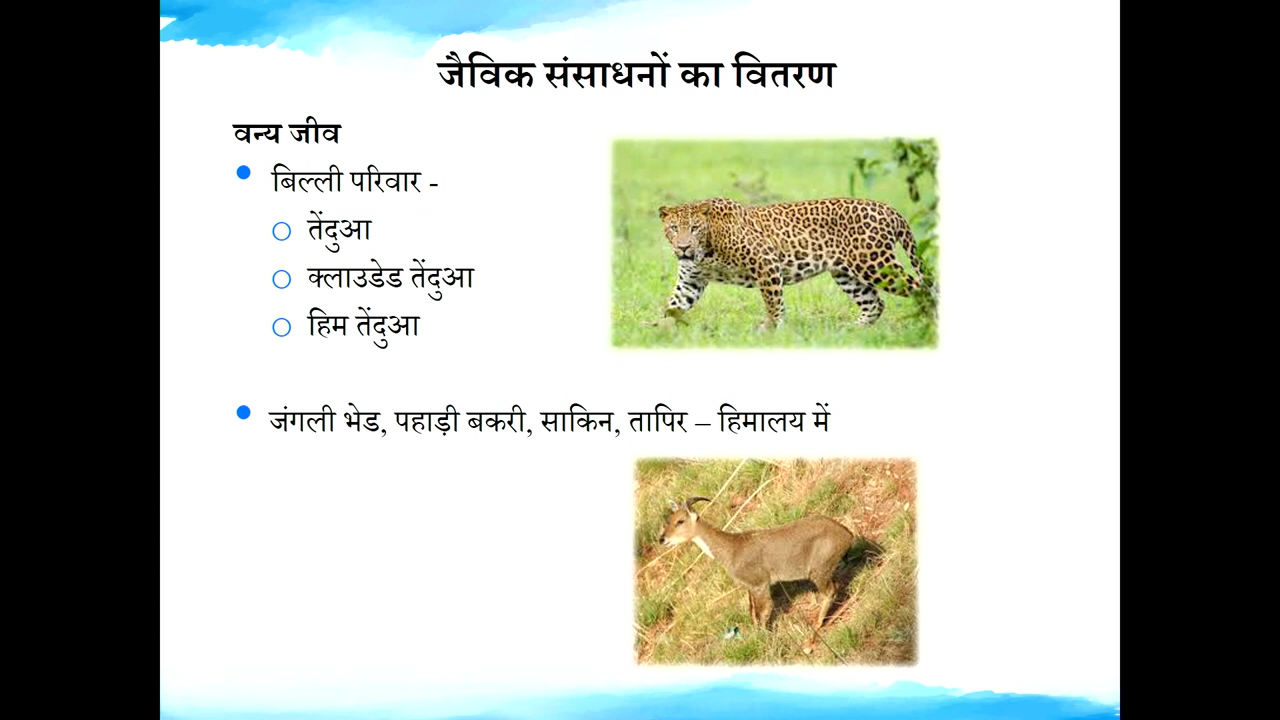 जैविक संसाधनों का वितरण
वन्य जीव
बिल्ली परिवार -
तेंदुआ
क्लाउडेड तेंदुआ
हिम तेंदुआ
जंगली भेड, पहाड़ी बकरी, साकिन, तापिर – हिमालय में